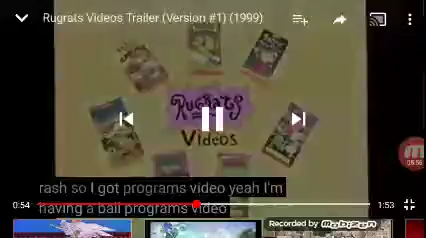 Rugrats Videos Trailer (Version #1) (1999)
RUGRATS
VIDEOS
rash so I got programs video yeah I'm
0:54
1:53
having a ball programs video
Recorded by Mobizen